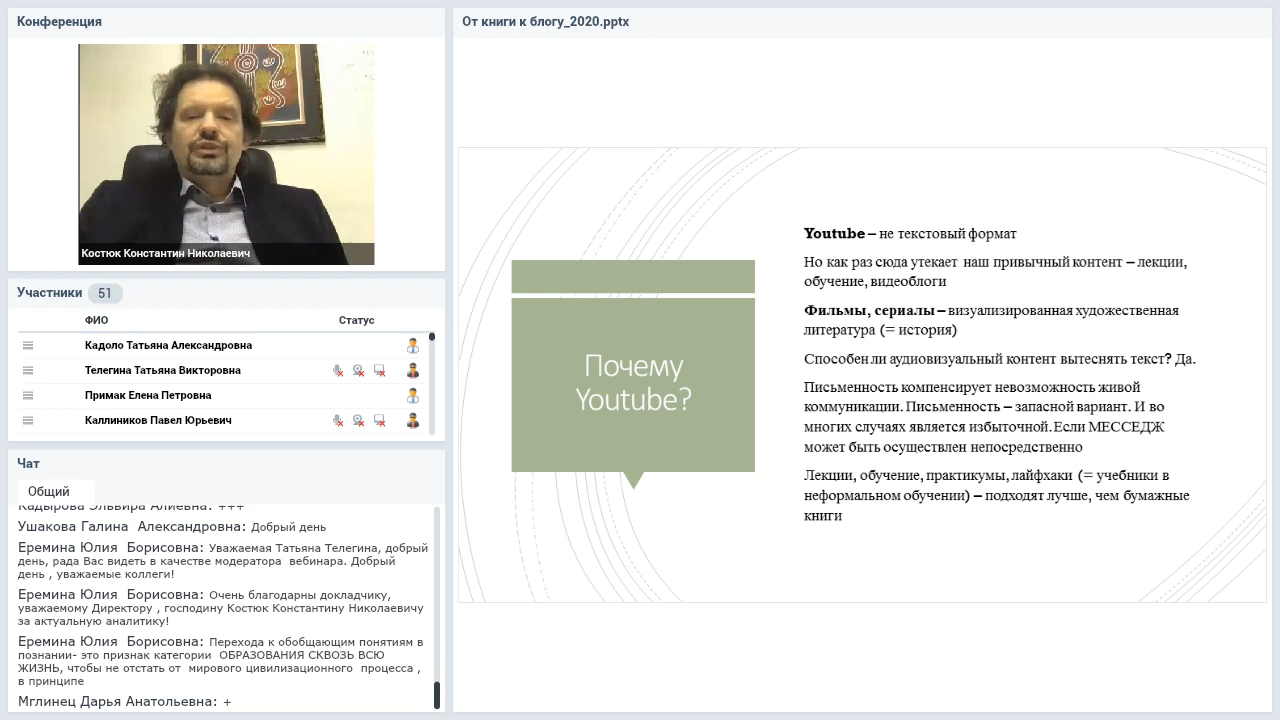 Конференция
Костюк Константин Николаевич
Участники 51
ФИО Статус
Кадоло Татьяна Александровна
Телегина Татьяна Викторовна
Примак Елена Петровна
Каллиников Павел Юрьевич
Чат
Общий
Кадырова Эльвира Алиевна: +++
Ушакова Галина Александровна: Добрый день
Еремина Юлия Борисовна: Уважаемая Татьяна Телегина, добрый
день, рада Вас видеть в качестве модератора вебинара. Добрый
день , уважаемые коллеги!
Еремина Юлия Борисовна: Очень благодарны докладчику,
уважаемому Директору , господину Костюк Константину Николаевичу
за актуальную аналитику!
Еремина Юлия Борисовна: Перехода к обобщающим понятиям в
познании- это признак категории ОБРАЗОВАНИЯ СКВОЗЬ ВСЮ
ЖИЗНЬ, чтобы не отстать от мирового цивилизационного процесса ,
в принципе
Мглинец Дарья Анатольевна: +
От книги к блогу_2020.pptx
Почему
Youtube?
Youtube – не текстовый формат
Но как раз сюда утекает наш привычный контент – лекции,
обучение, видеоблоги
Фильмы, сериалы – визуализированная художественная
литература (= история)
Способен ли аудиовизуальный контент вытеснять текст? Да.
Письменность компенсирует невозможность живой
коммуникации. Письменность – запасной вариант. И во
многих случаях является избыточной. Если МЕССЕДЖ
может быть осуществлен непосредственно
Лекции, обучение, практикумы, лайфхаки (= учебники в
неформальном обучении) – подходят лучше, чем бумажные
книги